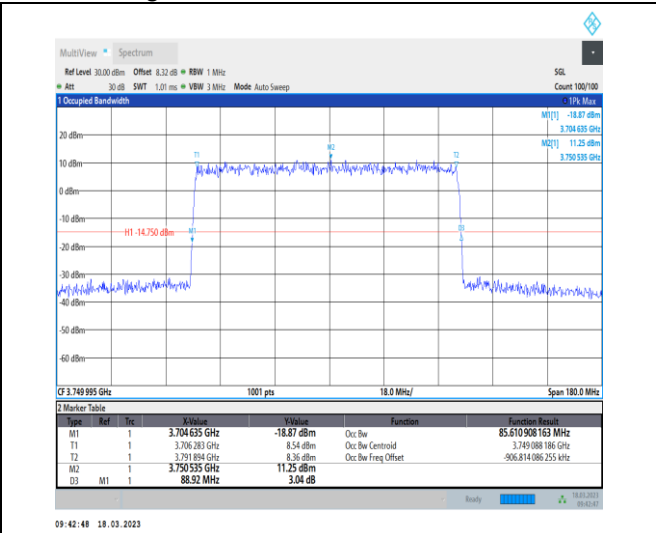 MultiView Spectrum
Ref Level 30.00 dBm Offset 8.32 dB RBW 1 MHz SGL
Att 30 dB SWT 1.01 ms VBW 3 MHz Mode Auto Sweep Count 100/100
1 Occupied Bandwidth 1Pk Max
M1[1] -18.87 dBm
3.704 635 GHz
M2[1] 11.25 dBm
3.750 535 GHz
20 dBm
M2
T1 T2
10 dBm
0 dBm
-10 dBm
H1 -14.750 dBm M1 D3
-20 dBm
-30 dBm
-40 dBm
-50 dBm
-60 dBm
CF 3.749 995 GHz 1001 pts 18.0 MHz/ Span 180.0 MHz
2 Marker Table
Type Ref Trc X-Value Y-Value Function Function Result
M1 1 3.704 635 GHz -18.87 dBm Occ Bw 85.610 908 163 MHz
T1 1 3.706 283 GHz 8.54 dBm Occ Bw Centroid 3.749 088 186 GHz
T2 1 3.791 894 GHz 8.36 dBm Occ Bw Freq Offset -906.814 086 255 kHz
M2 1 3.750 535 GHz 11.25 dBm
D3 M1 1 88.92 MHz 3.04 dB
Ready 18.03.2023
09:42:47
09:42:48 18.03.2023